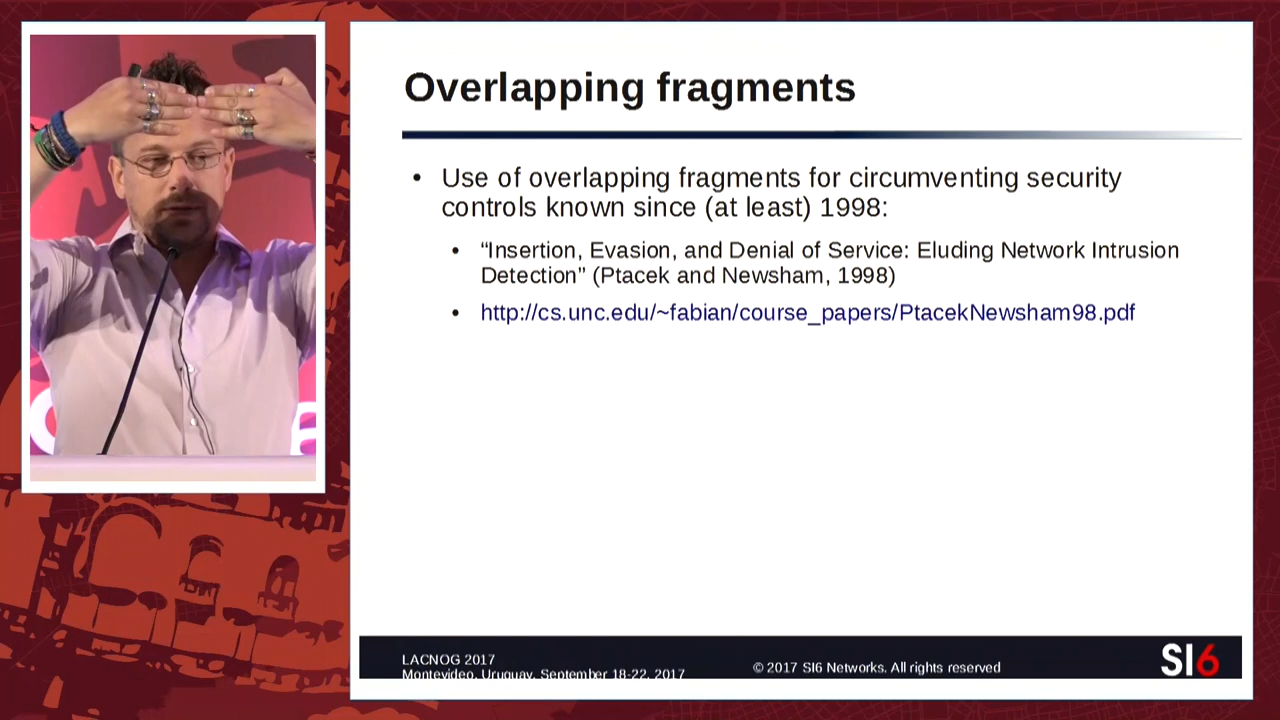 Overlapping fragments
• Use of overlapping fragments for circumventing security
controls known since (at least) 1998:
• “Insertion, Evasion, and Denial of Service: Eluding Network Intrusion
Detection” (Ptacek and Newsham, 1998)
• http://cs.unc.edu/~fabian/course_papers/PtacekNewsham98.pdf
LACNOG 2017
Montevideo, Uruguay, September 18-22, 2017
© 2017 SI6 Networks. All rights reserved
SI6